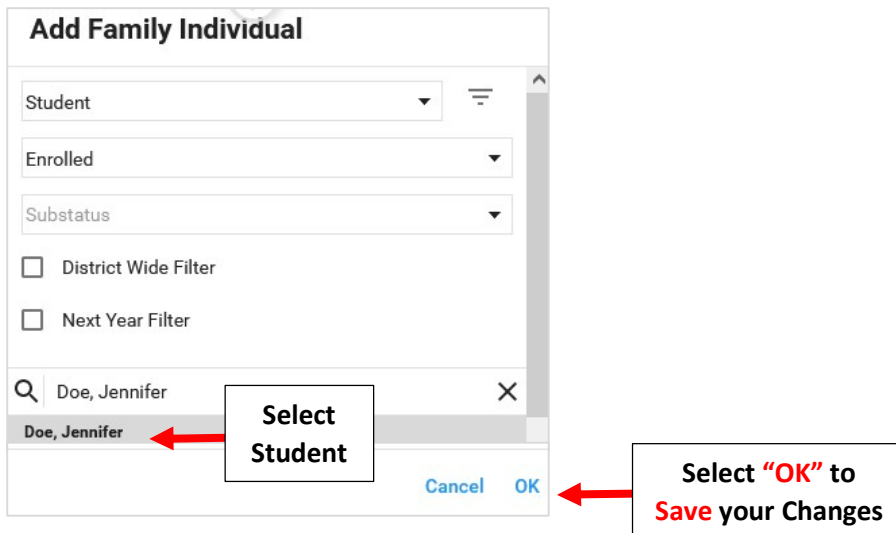 Add Family Individual
Student
Enrolled
Substatus
District Wide Filter
Next Year Filter
Doe, Jennifer
Doe, Jennifer
Select
Student
Cancel OK
Select “OK” to
Save your Changes